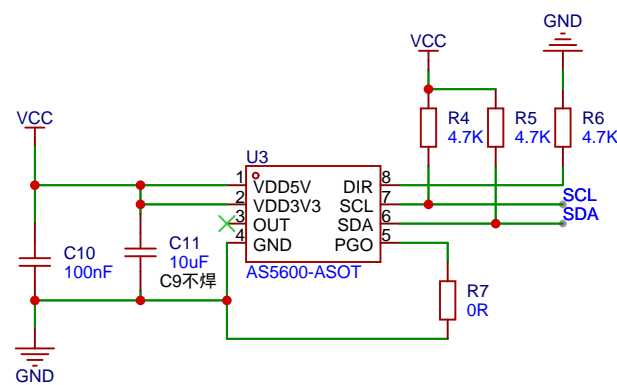 GND
VCC
R4
4.7K
R5
4.7K
R6
4.7K
VCC
U3
1
VDD5V
DIR
8
2
VDD3V3
SCL
7
SCL
3
OUT
SDA
6
SDA
4
GND
PGO
5
AS5600-ASOT
C10
100nF
C11
10uF
C9不焊
R7
0R
GND